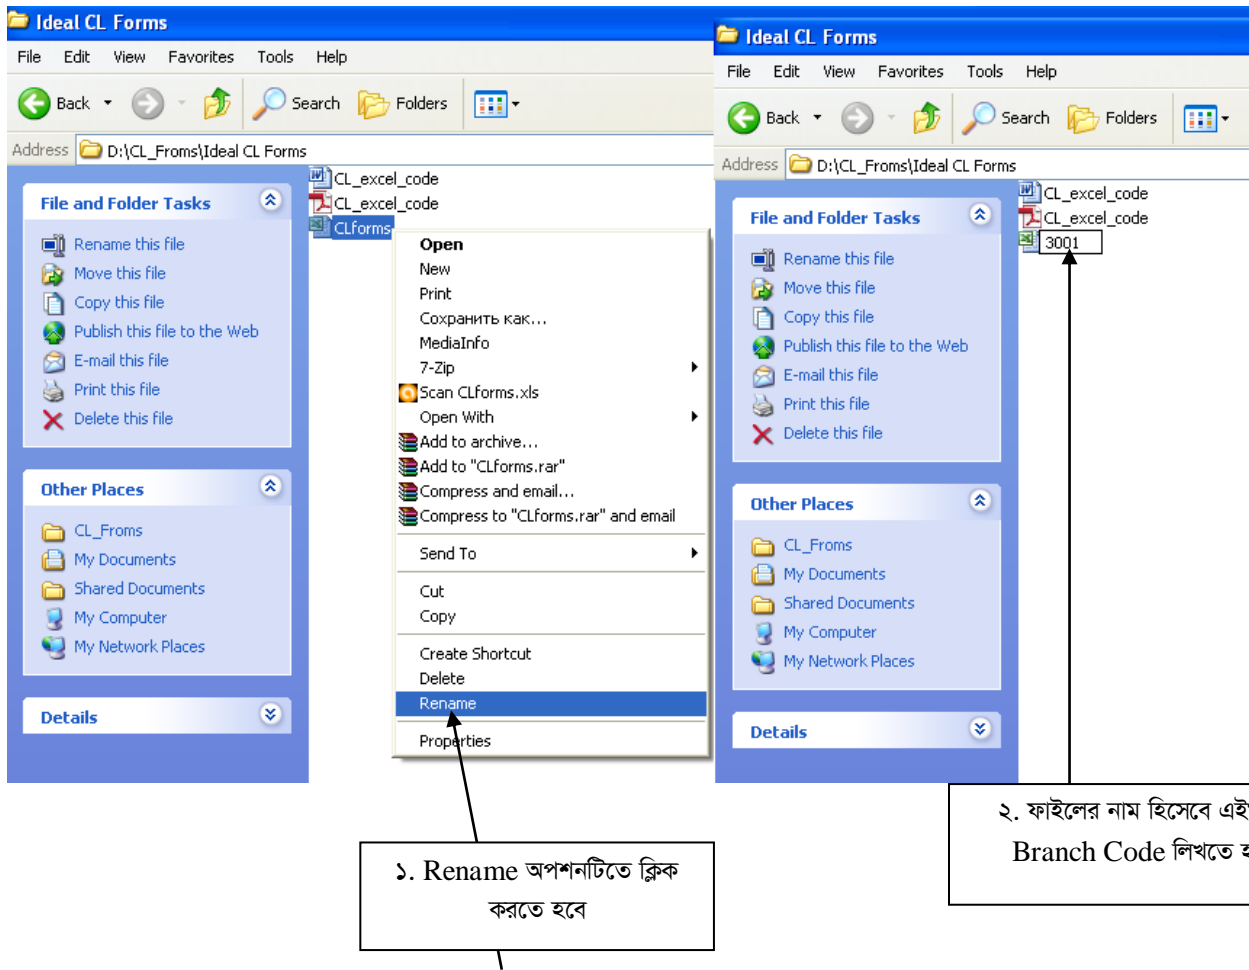 Ideal CL Forms
File Edit View Favorites Tools Help
Back Search Folders
Address D:\CL_Froms\Ideal CL Forms
File and Folder Tasks
Rename this file
Move this file
Copy this file
Publish this file to the Web
E-mail this file
Print this file
Delete this file
Other Places
CL_Froms
My Documents
Shared Documents
My Computer
My Network Places
Details
CL_excel_code
CL_excel_code
CLforms
Open
New
Print
Сохранить как...
MediaInfo
7-Zip
Scan CLforms.xls
Open With
Add to archive...
Add to "CLforms.rar"
Compress and email...
Compress to "CLforms.rar" and email
Send To
Cut
Copy
Create Shortcut
Delete
Rename
Properties
১. Rename অপশনটিতে ক্লিক
করতে হবে
Ideal CL Forms
File Edit View Favorites Tools Help
Back Search Folders
Address D:\CL_Froms\Ideal CL Forms
File and Folder Tasks
Rename this file
Move this file
Copy this file
Publish this file to the Web
E-mail this file
Print this file
Delete this file
Other Places
CL_Froms
My Documents
Shared Documents
My Computer
My Network Places
Details
CL_excel_code
CL_excel_code
3001
২. ফাইলের নাম হিসেবে
Branch Code লিখতে